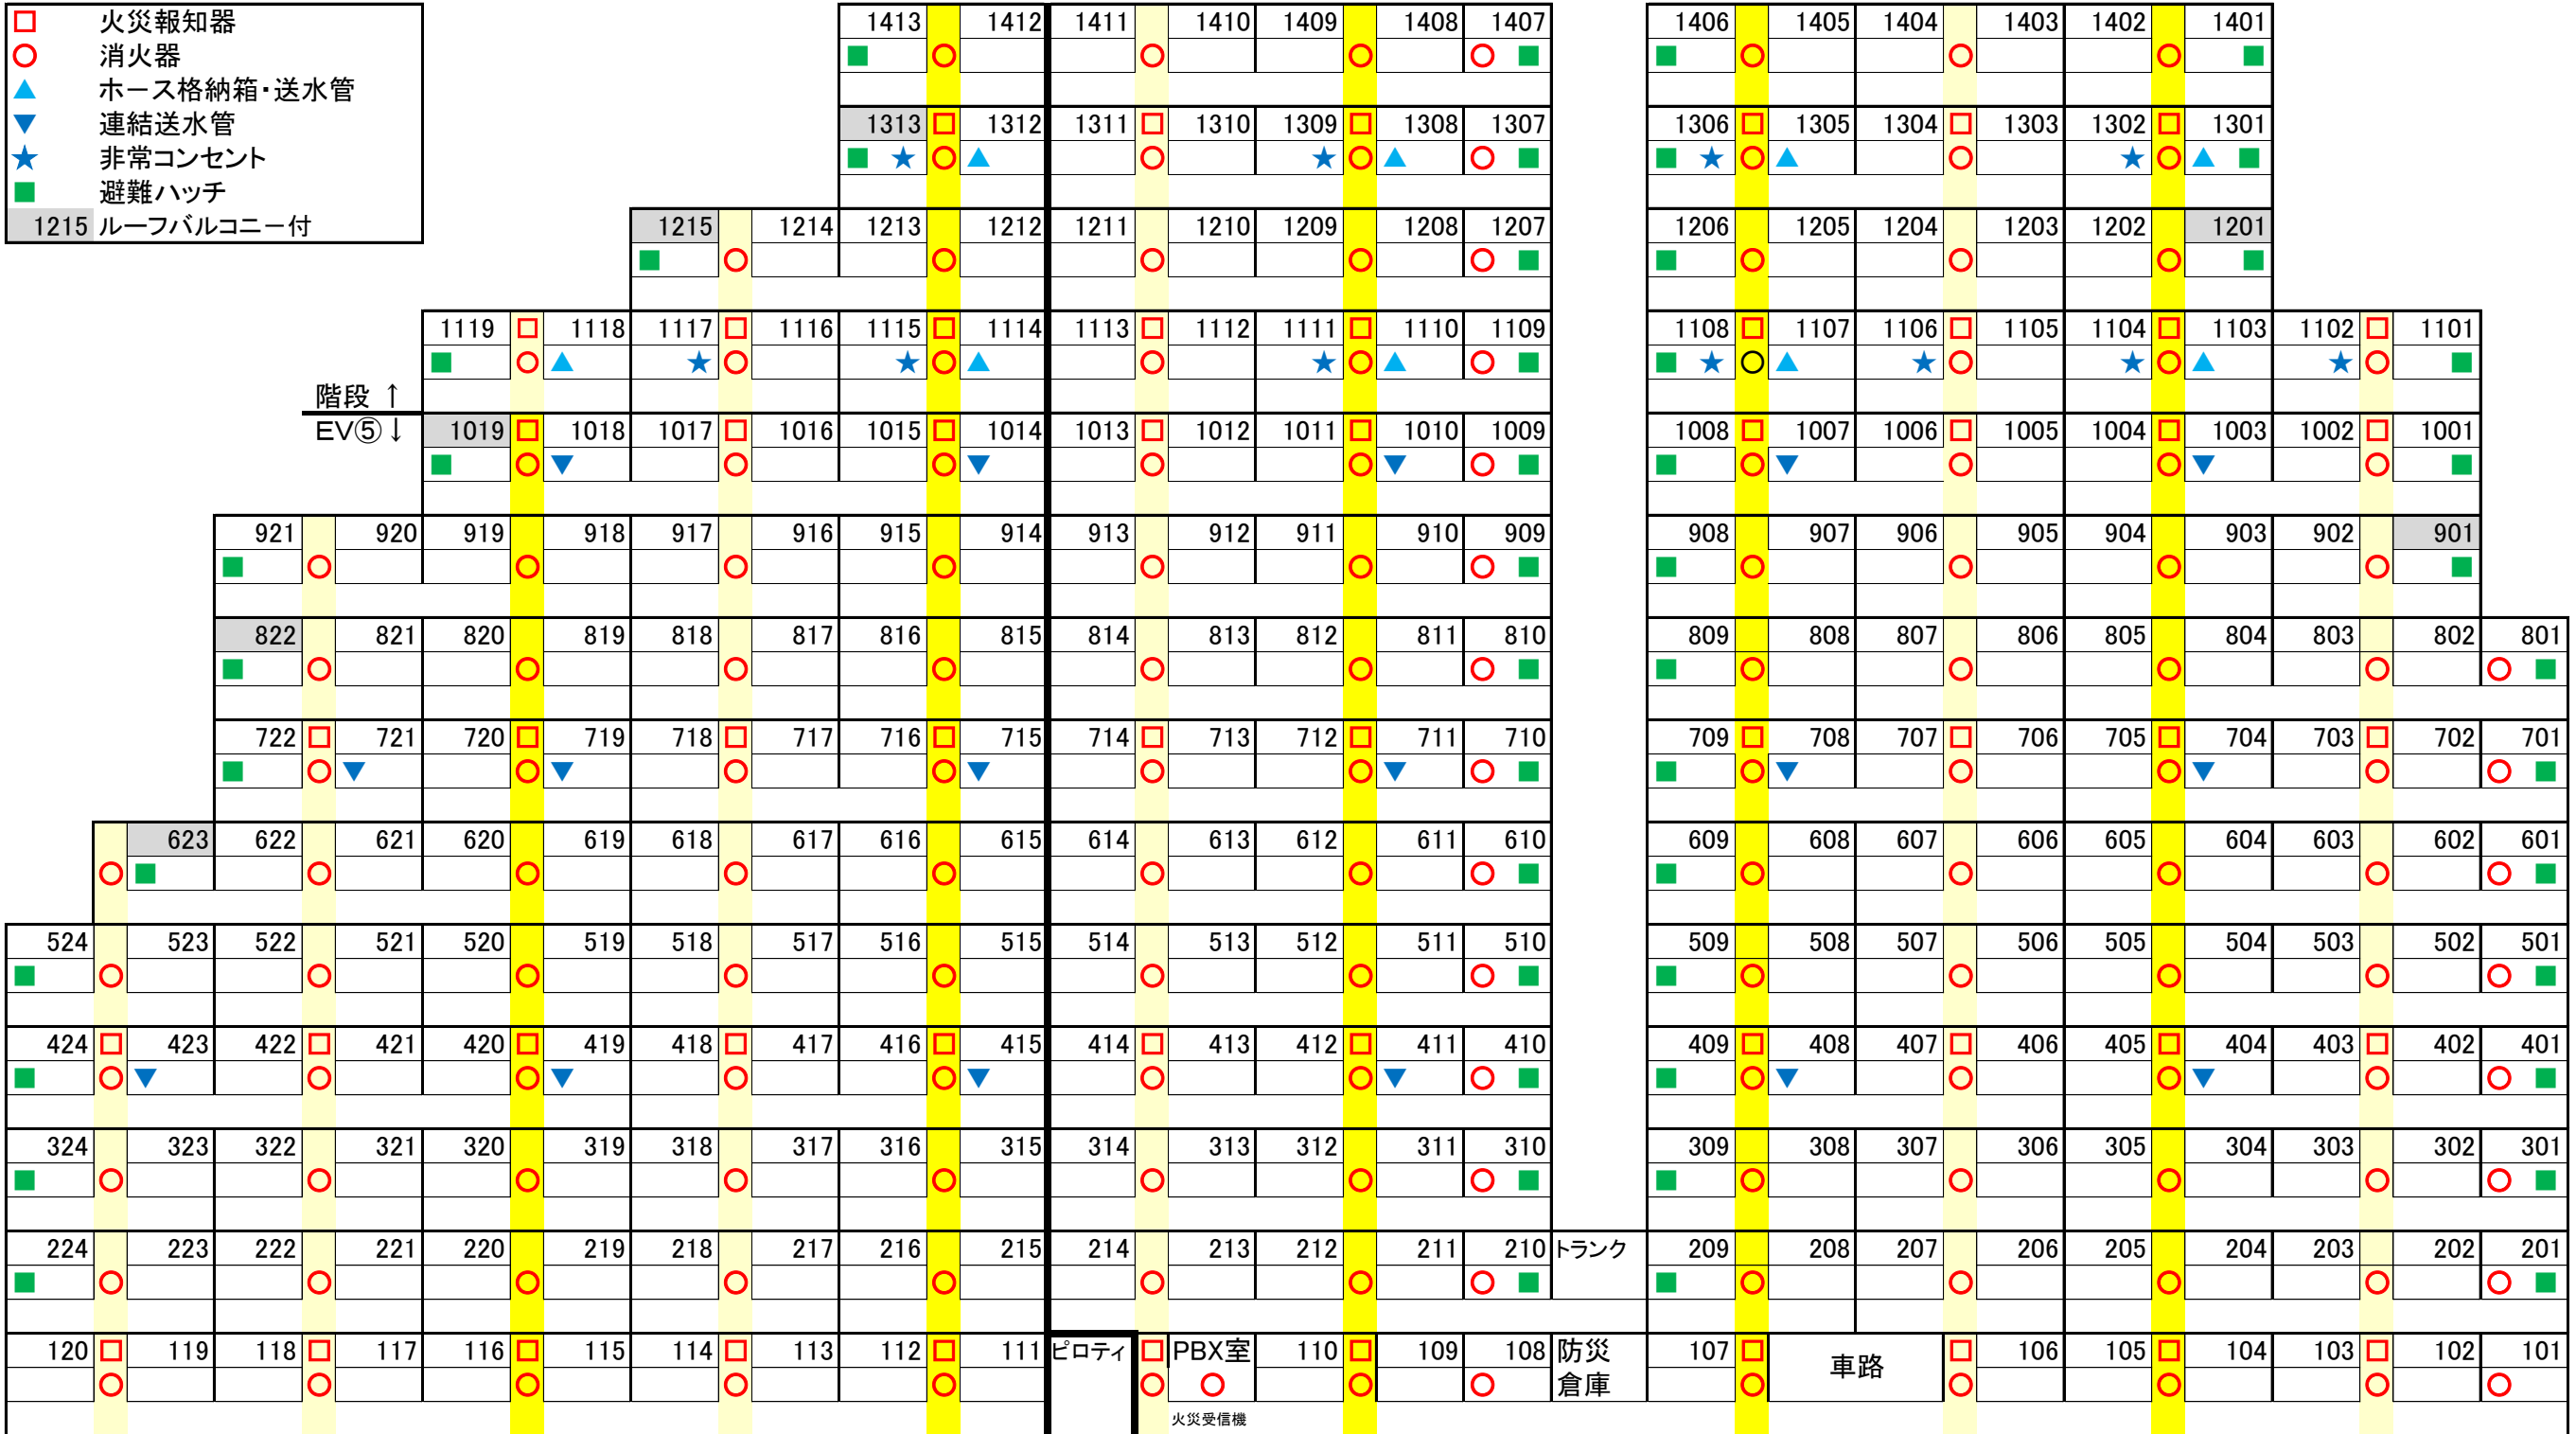 火災報知器
消火器
ホース格納箱・送水管
連結送水管
非常コンセント
避難ハッチ
1215 ルーフバルコニー付
1413 1412 1411 1410 1409 1408 1407 1406 1405 1404 1403 1402 1401
1313 1312 1311 1310 1309 1308 1307 1306 1305 1304 1303 1302 1301
1215 1214 1213 1212 1211 1210 1209 1208 1207 1206 1205 1204 1203 1202 1201
1119 1118 1117 1116 1115 1114 1113 1112 1111 1110 1109 1108 1107 1106 1105 1104 1103 1102 1101
階段 ↑
EV⑤↓
1019 1018 1017 1016 1015 1014 1013 1012 1011 1010 1009 1008 1007 1006 1005 1004 1003 1002 1001
921 920 919 918 917 916 915 914 913 912 911 910 909 908 907 906 905 904 903 902 901
822 821 820 819 818 817 816 815 814 813 812 811 810 809 808 807 806 805 804 803 802 801
722 721 720 719 718 717 716 715 714 713 712 711 710 709 708 707 706 705 704 703 702 701
623 622 621 620 619 618 617 616 615 614 613 612 611 610 609 608 607 606 605 604 603 602 601
524 523 522 521 520 519 518 517 516 515 514 513 512 511 510 509 508 507 506 505 504 503 502 501
424 423 422 421 420 419 418 417 416 415 414 413 412 411 410 409 408 407 406 405 404 403 402 401
324 323 322 321 320 319 318 317 316 315 314 313 312 311 310 309 308 307 306 305 304 303 302 301
224 223 222 221 220 219 218 217 216 215 214 213 212 211 210 トランク 209 208 207 206 205 204 203 202 201
120 119 118 117 116 115 114 113 112 111 ピロティ PBX室 110 109 108 防災 107 車路 106 105 104 103 102 101
倉庫
火災受信機